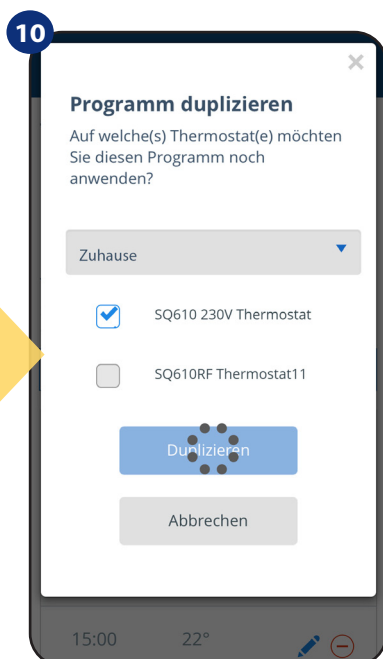 10
Programm duplizieren
Auf welche(s) Thermostat(e) möchten
Sie diesen Programm noch
anwenden?
Zuhause
SQ610 230V Thermostat
SQ610RF Thermostat11
Duplizieren
Abbrechen
15:00 22°